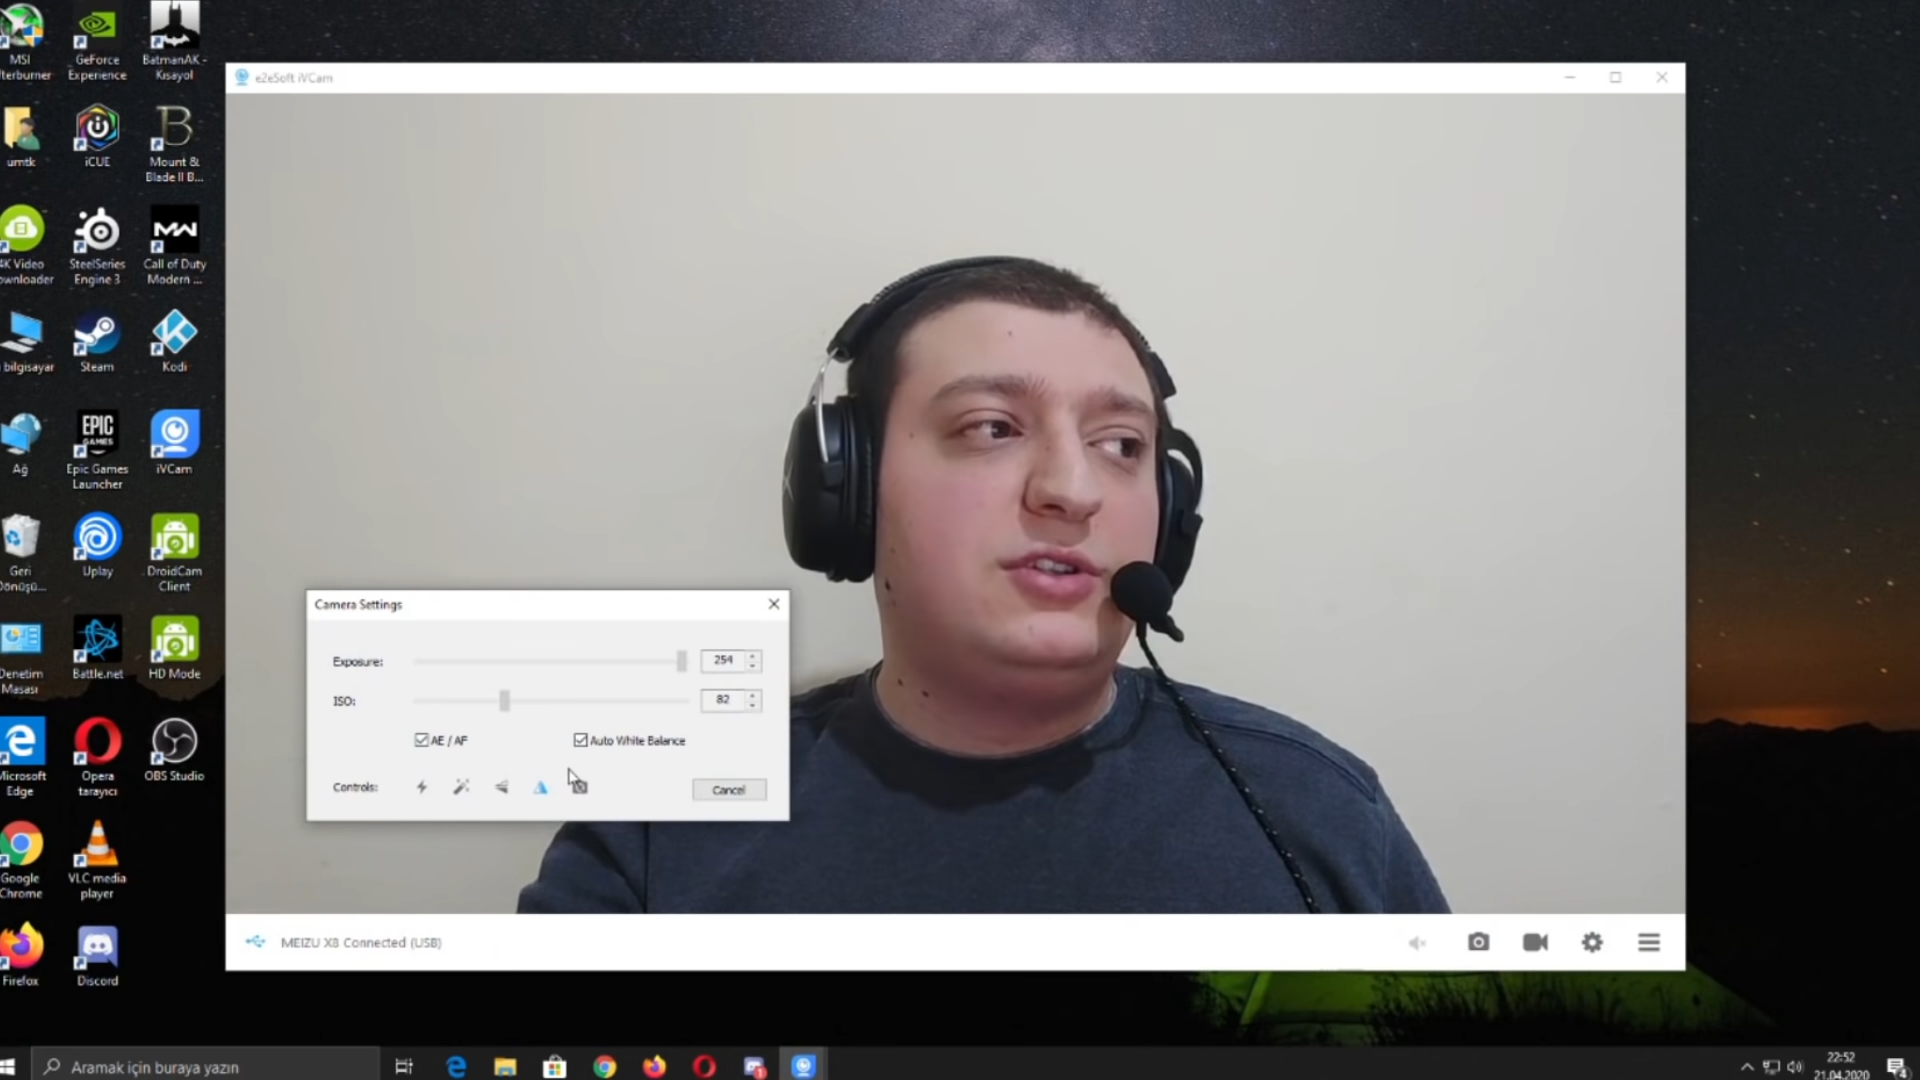 MSI
GeForce
Experience
BatmanAK -
Kısayol
umtk
iCUE
Mount &
Blade II B...
4K Video
SteelSeries
Engine 3
Call of Duty
Modern ...
bilgisayar
Steam
Kodi
Ağ
EPIC
GAMES
Epic Games
Launcher
iVCam
Geri
Dönüşü...
Uplay
DroidCam
Client
Denetim
Masası
Battle.net
HD Mode
Microsoft
Edge
Opera
tarayıcı
OBS Studio
Google
Chrome
VLC media
player
Firefox
Discord
e2eSoft iVCam
Camera Settings
Exposure:
254
ISO:
82
AE / AF
Auto White Balance
Controls:
Cancel
MEIZU X8 Connected (USB)
Aramak için buraya yazın
22:52
21.04.2020